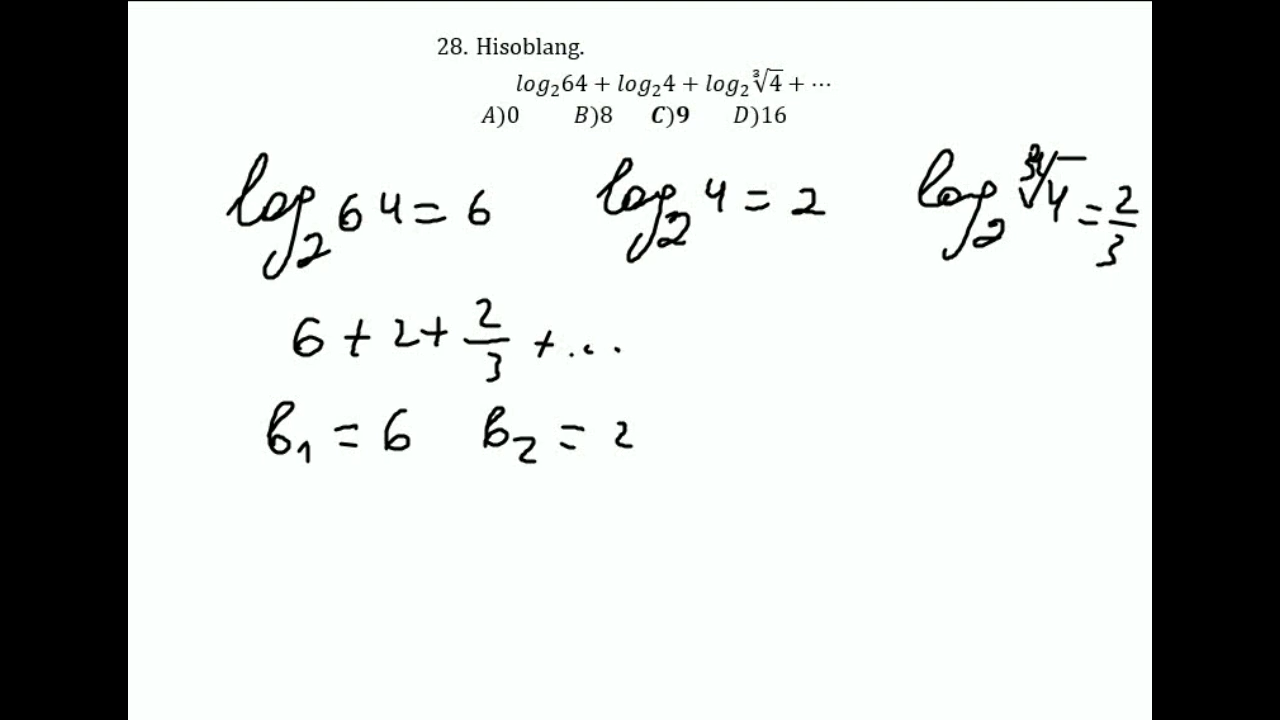 28. Hisoblang.
log₂64 + log₂4 + log₂∛4 + ⋯
A)0 B)8 C)9 D)16
log₂64 = 6 log₂4 = 2 log₂∛4 = 2/3
6 + 2 + 2/3 + ...
b₁ = 6 b₂ = 2